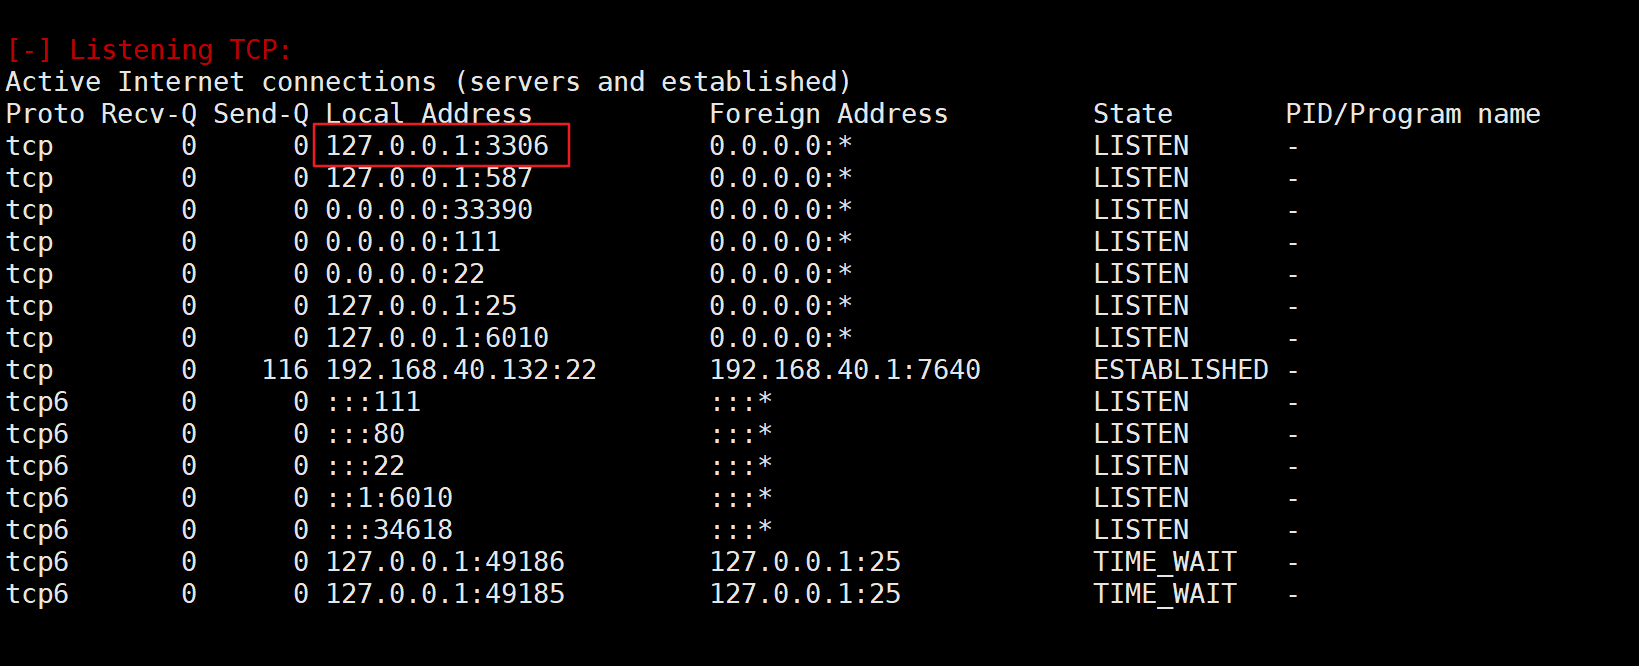 [-] Listening TCP:
Active Internet connections (servers and established)
Proto Recv-Q Send-Q Local Address           Foreign Address         State       PID/Program name
tcp        0      0 127.0.0.1:3306          0.0.0.0:*               LISTEN      -
tcp        0      0 127.0.0.1:587           0.0.0.0:*               LISTEN      -
tcp        0      0 0.0.0.0:33390           0.0.0.0:*               LISTEN      -
tcp        0      0 0.0.0.0:111             0.0.0.0:*               LISTEN      -
tcp        0      0 0.0.0.0:22              0.0.0.0:*               LISTEN      -
tcp        0      0 127.0.0.1:25            0.0.0.0:*               LISTEN      -
tcp        0      0 127.0.0.1:6010          0.0.0.0:*               LISTEN      -
tcp        0    116 192.168.40.132:22       192.168.40.1:7640       ESTABLISHED -
tcp6       0      0 :::111                  :::*                    LISTEN      -
tcp6       0      0 :::80                   :::*                    LISTEN      -
tcp6       0      0 :::22                   :::*                    LISTEN      -
tcp6       0      0 ::1:6010                :::*                    LISTEN      -
tcp6       0      0 :::34618                :::*                    LISTEN      -
tcp6       0      0 127.0.0.1:49186         127.0.0.1:25            TIME_WAIT   -
tcp6       0      0 127.0.0.1:49185         127.0.0.1:25            TIME_WAIT   -